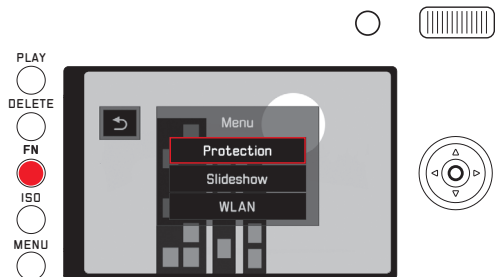 PLAY
DELETE
FN
ISO
MENU
Menu
Protection
Slideshow
WLAN